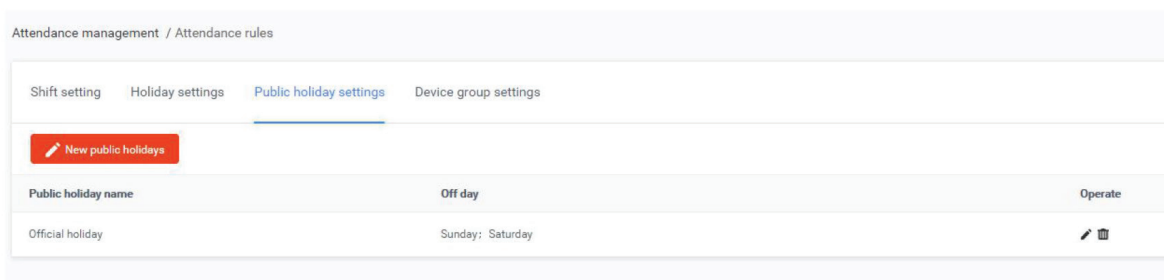 Attendance management / Attendance rules
Shift setting Holiday settings Public holiday settings Device group settings
New public holidays
Public holiday name Off day Operate
Official holiday Sunday; Saturday